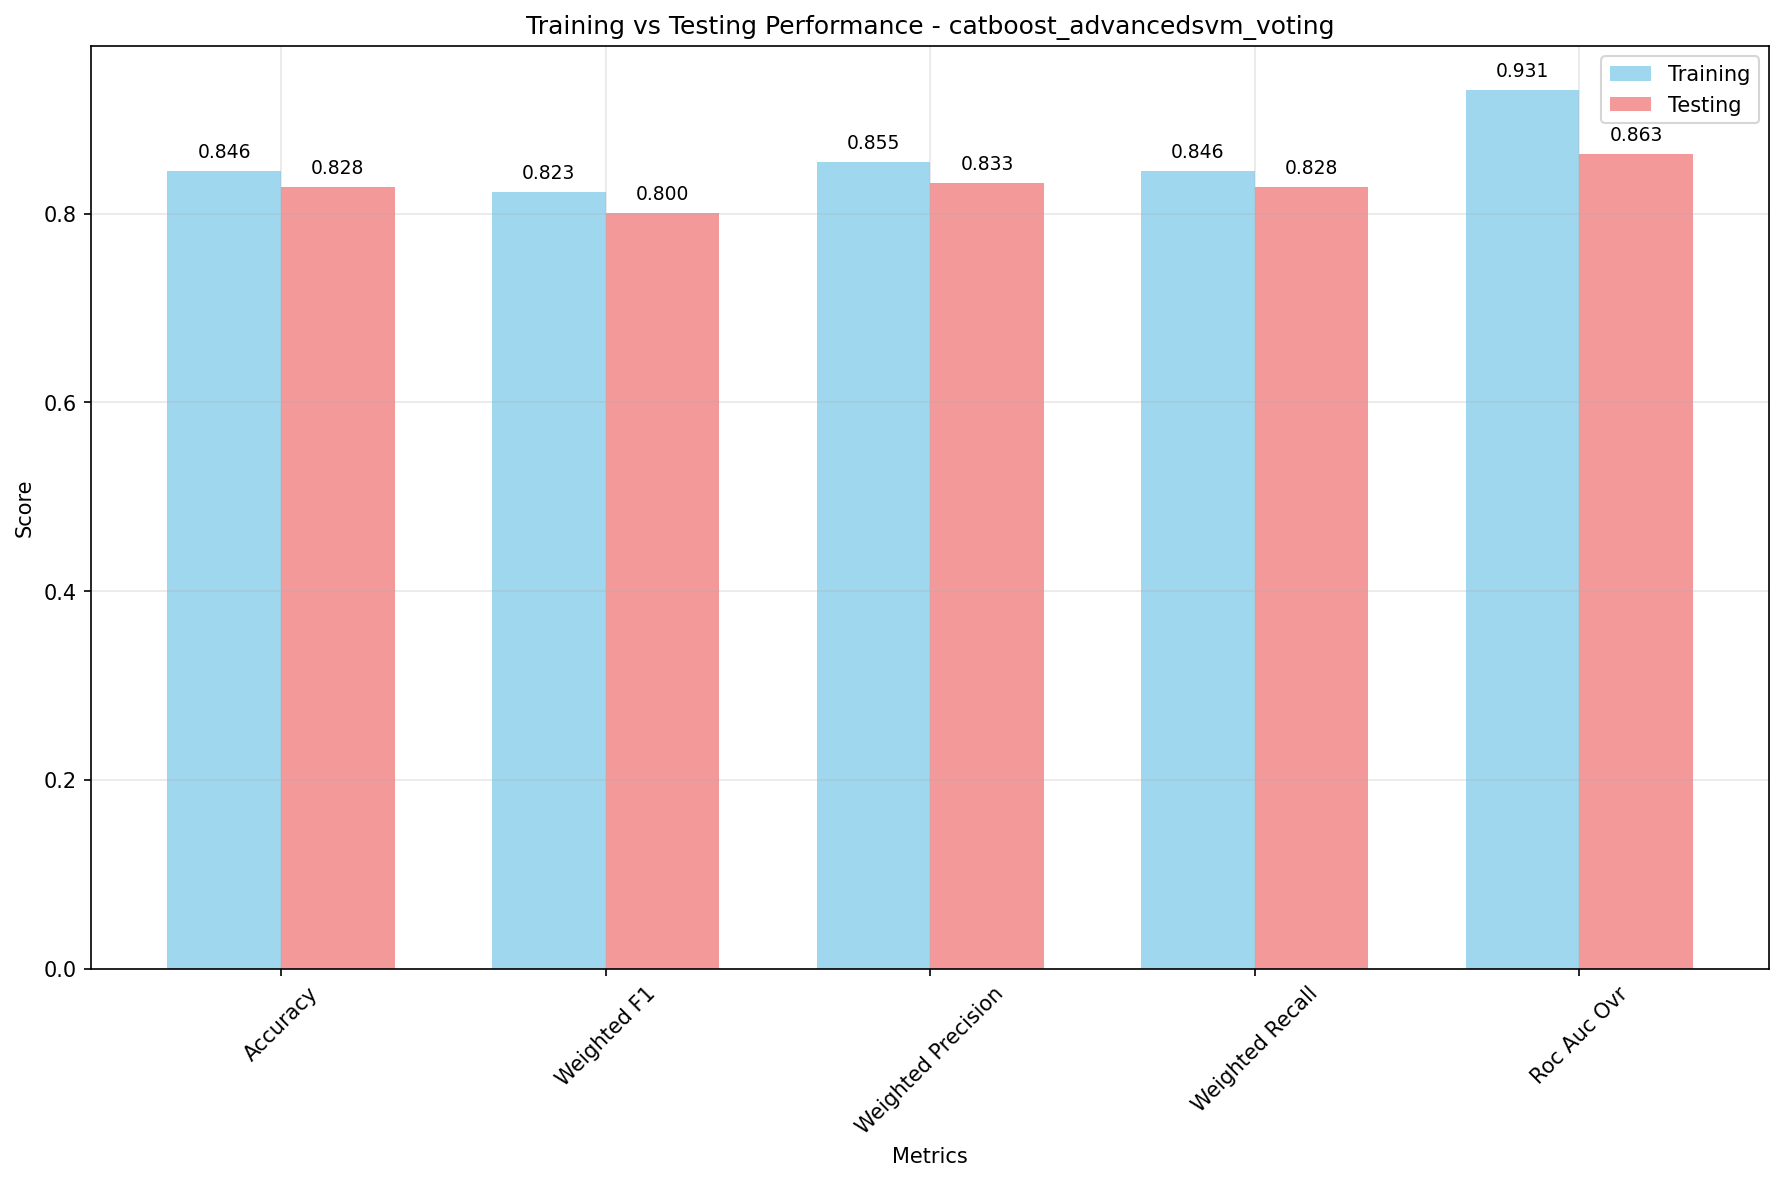 Training vs Testing Performance - catboost_advancedsvm_voting
Training
Testing
0.846
0.828
0.823
0.800
0.855
0.833
0.846
0.828
0.931
0.863
Score
0.8
0.6
0.4
0.2
0.0
Accuracy
Weighted F1
Weighted Precision
Weighted Recall
Roc Auc Ovr
Metrics